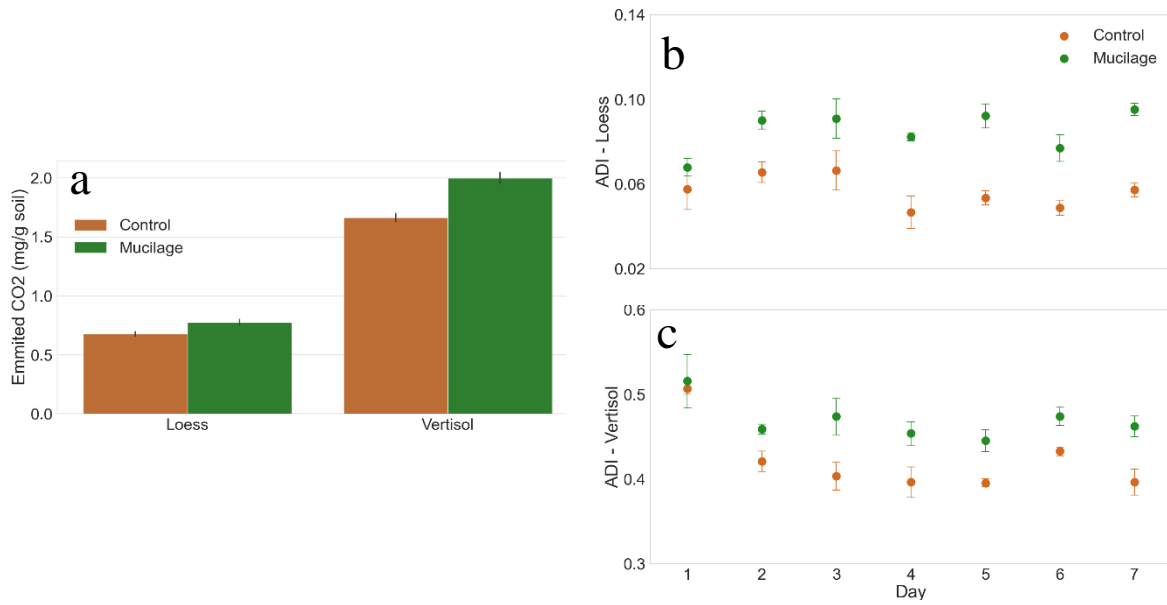 a
Control
Mucilage
Emmited CO2 (mg/g soil)
2.0
1.5
1.0
0.5
0.0
Loess
Vertisol
b
Control
Mucilage
ADI - Loess
0.14
0.10
0.06
0.02
c
ADI - Vertisol
0.6
0.5
0.4
0.3
1 2 3 4 5 6 7
Day